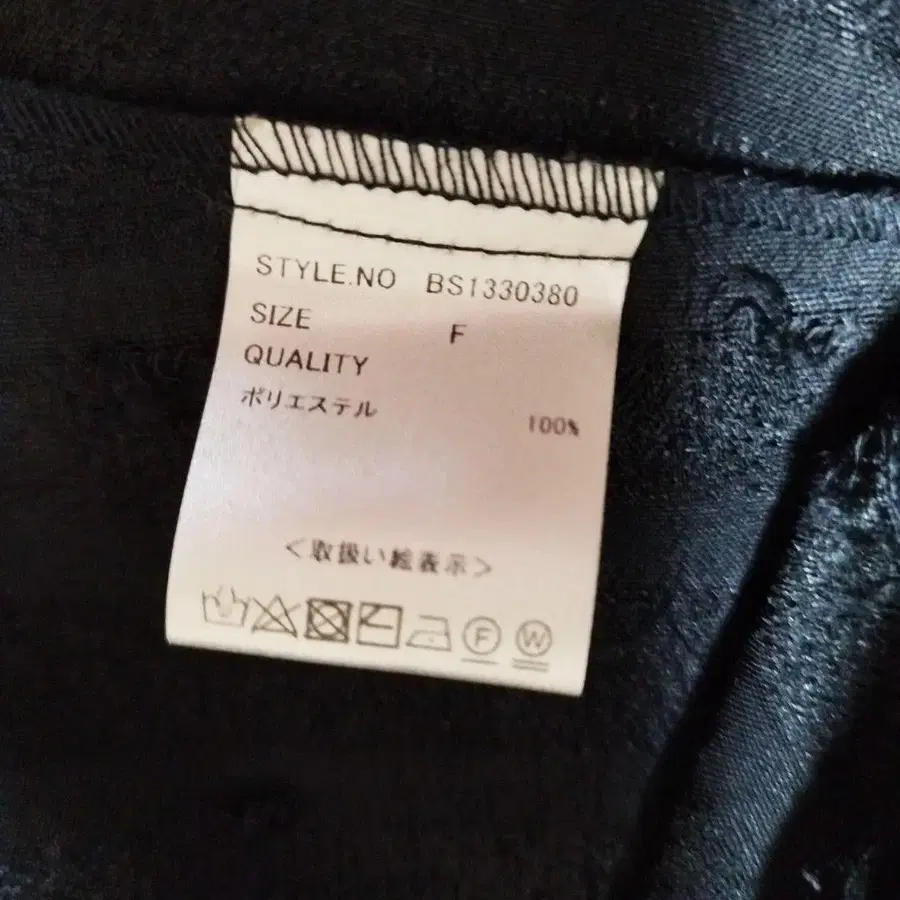 STYLE.NO BS1330380
SIZE F
QUALITY
ポリエステル 100%
<取扱い絵表示>
F W